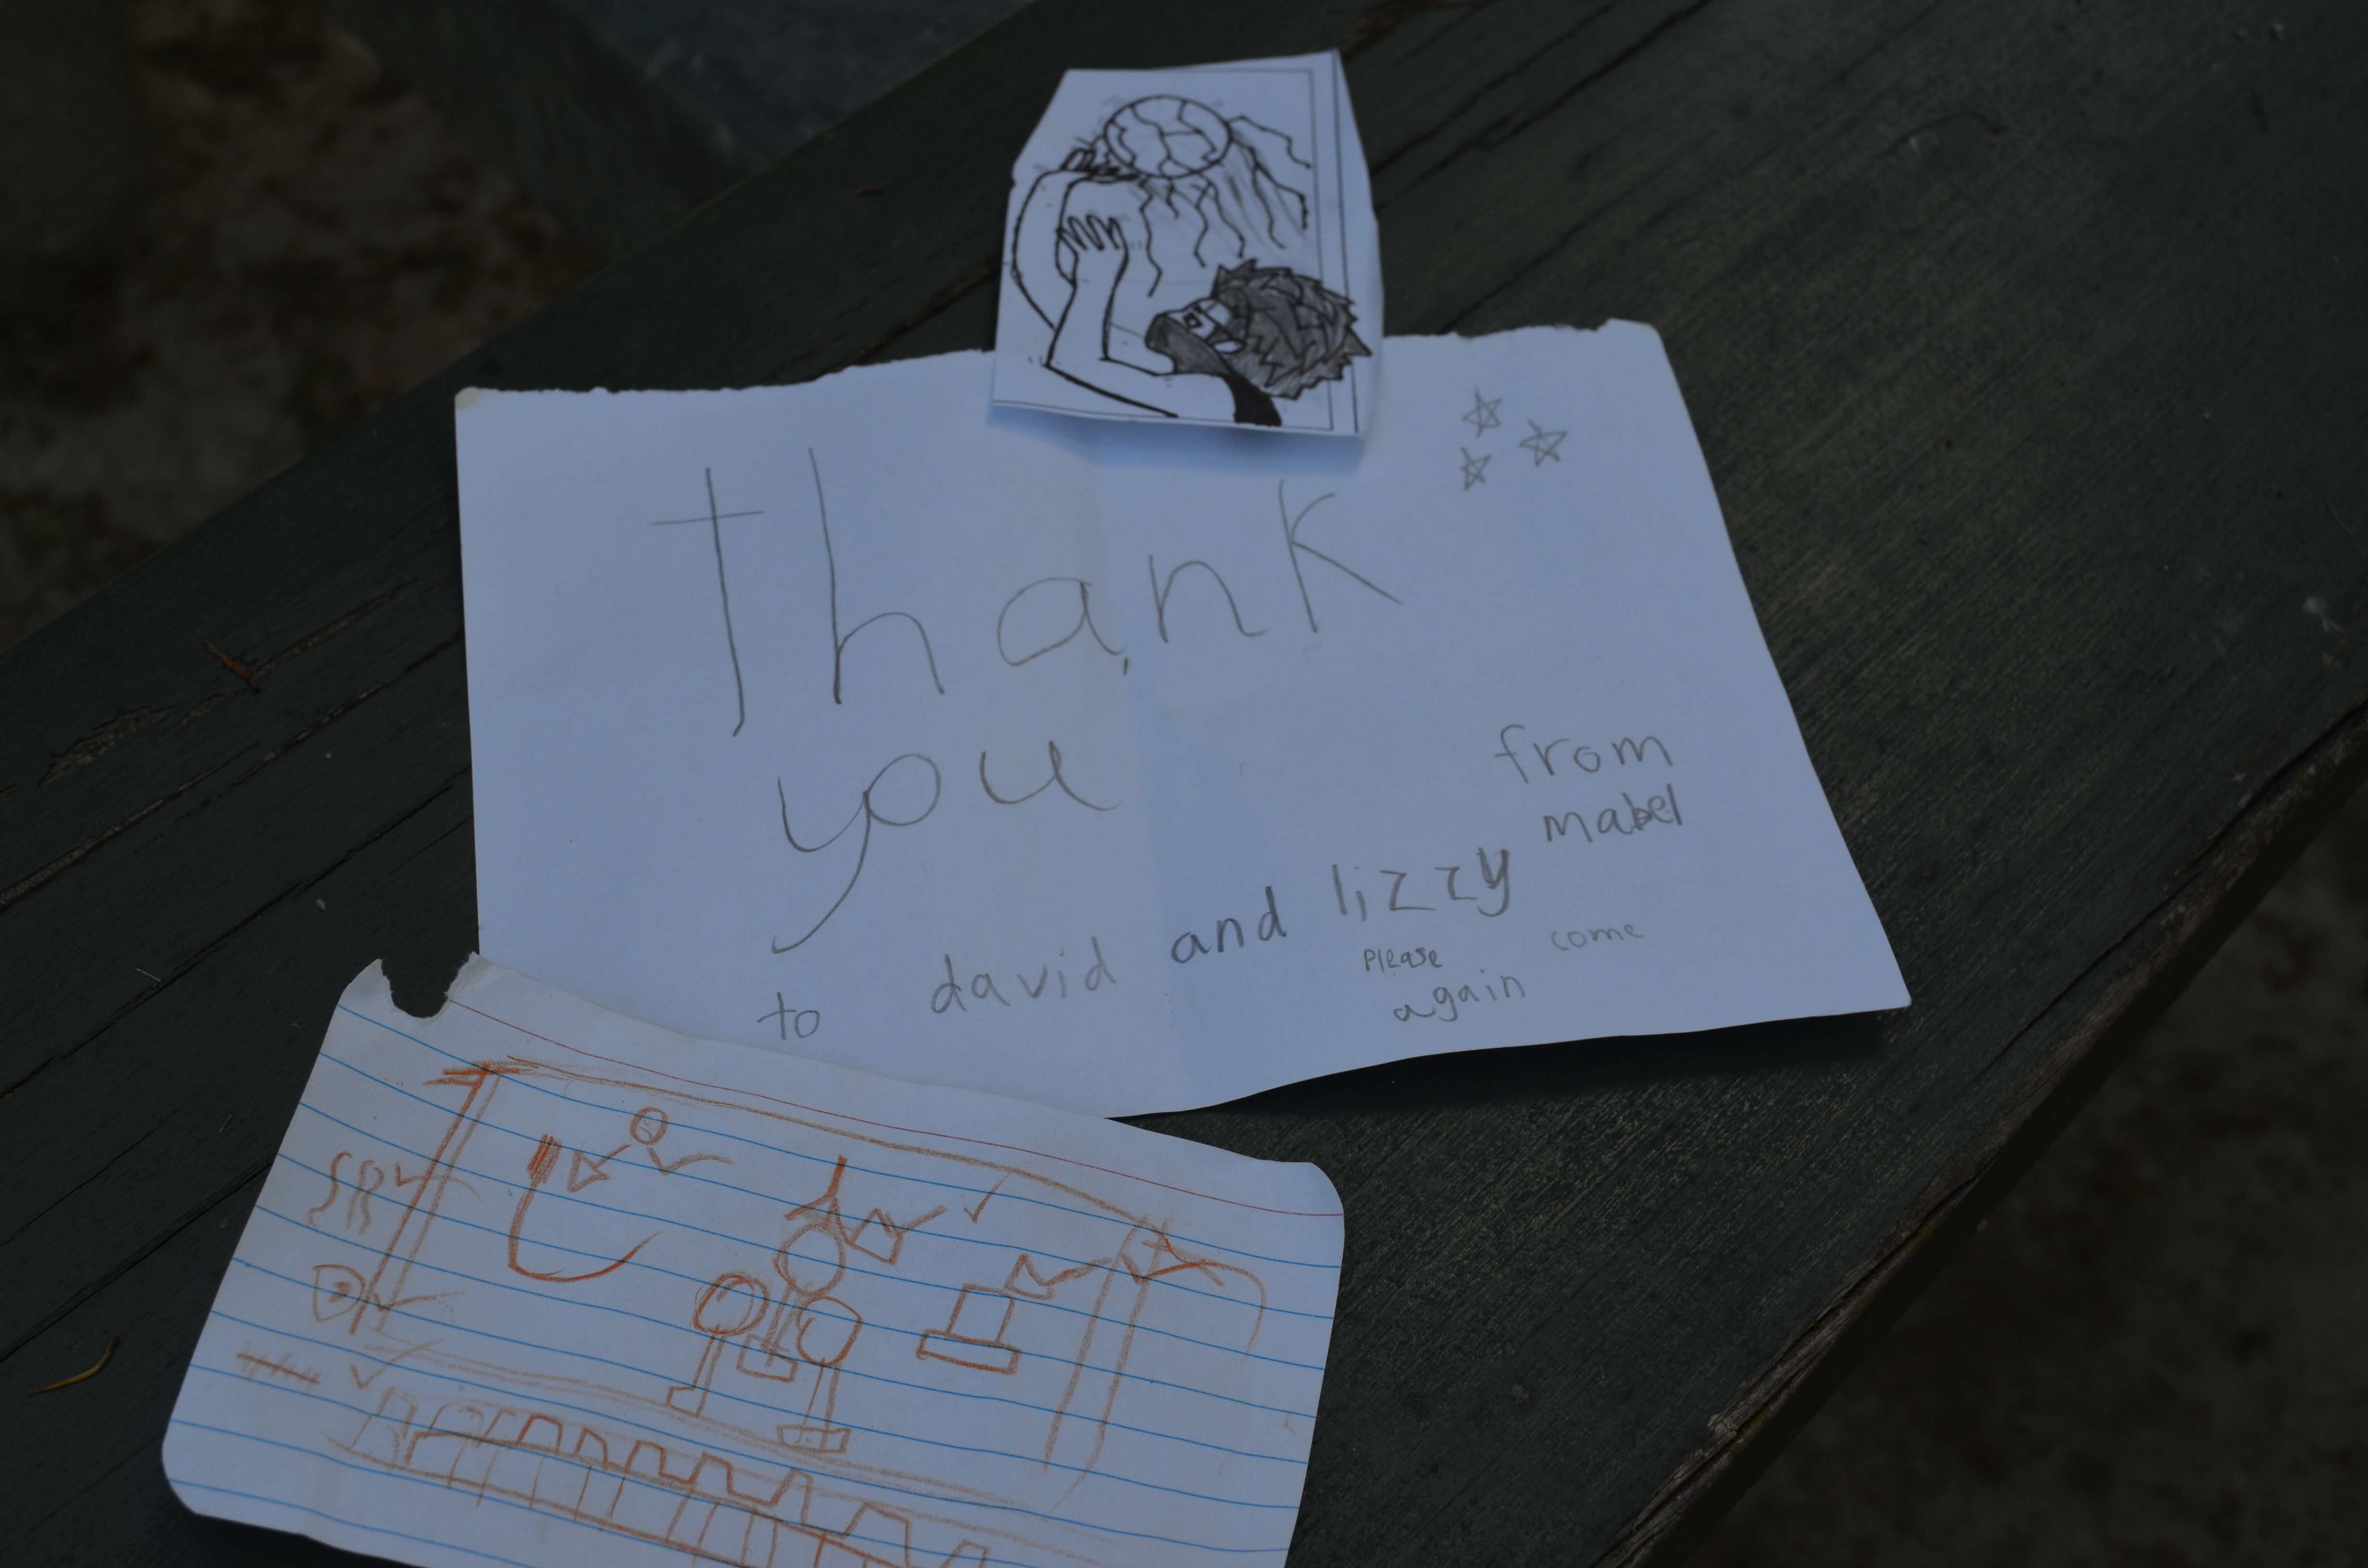 thank
you
from
mabel
to david and lizzy
please come
again